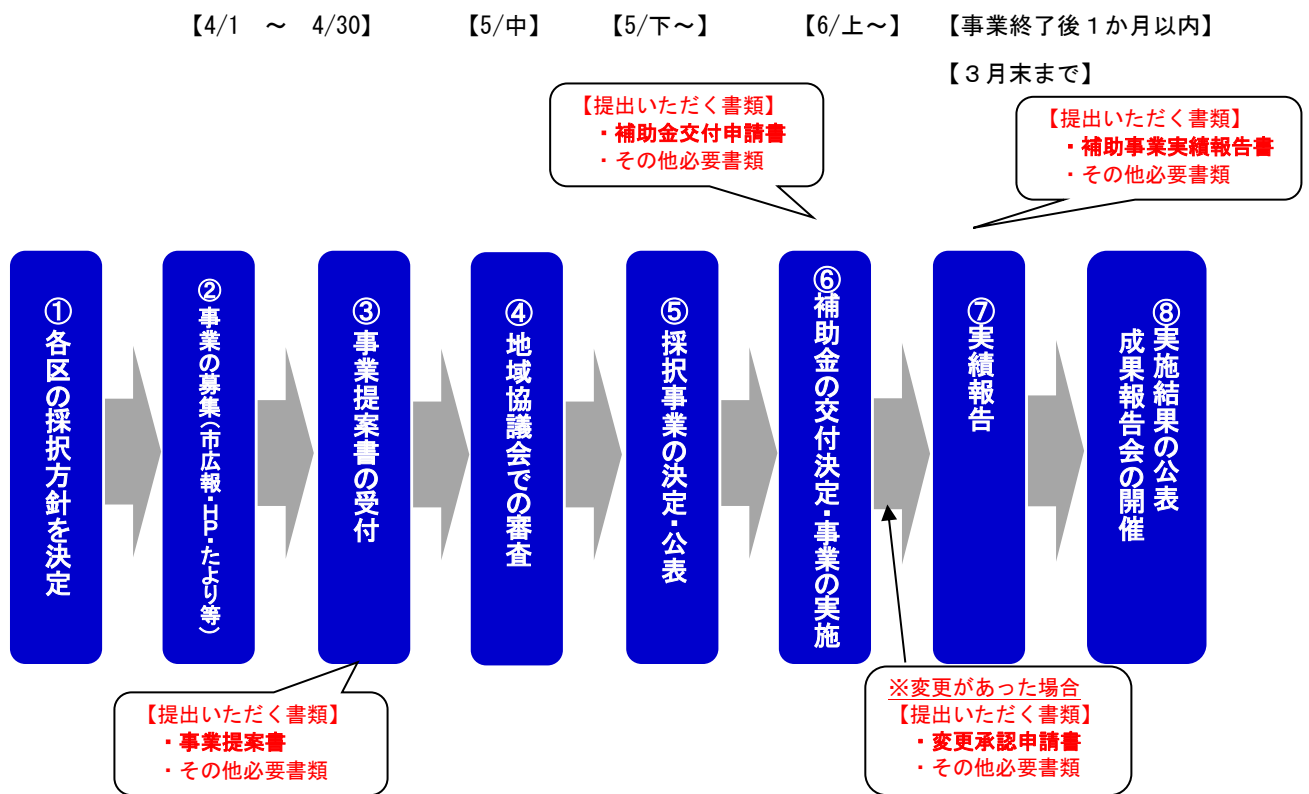 【4/1 ～ 4/30】
【5/中】
【5/下～】
【6/上～】
【事業終了後１か月以内】
【３月末まで】
【提出いただく書類】
・補助金交付申請書
・その他必要書類
【提出いただく書類】
・補助事業実績報告書
・その他必要書類
①各区の採択方針を決定
②事業の募集（市広報・HP・たより等）
③事業提案書の受付
④地域協議会での審査
⑤採択事業の決定・公表
⑥補助金の交付決定・事業の実施
⑦実績報告
⑧実施結果の公表
成果報告会の開催
【提出いただく書類】
・事業提案書
・その他必要書類
※変更があった場合
【提出いただく書類】
・変更承認申請書
・その他必要書類